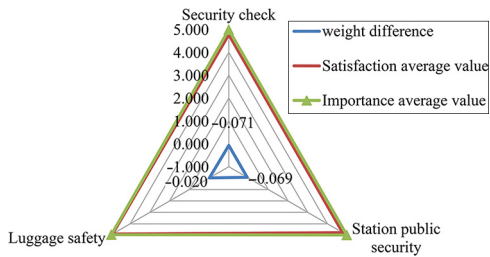 Security check
5.000
4.000
3.000
2.000
1.000
0.000
-1.000
-0.020
−0.071
−0.069
Luggage safety
Station public
security
weight difference
Satisfaction average value
Importance average value